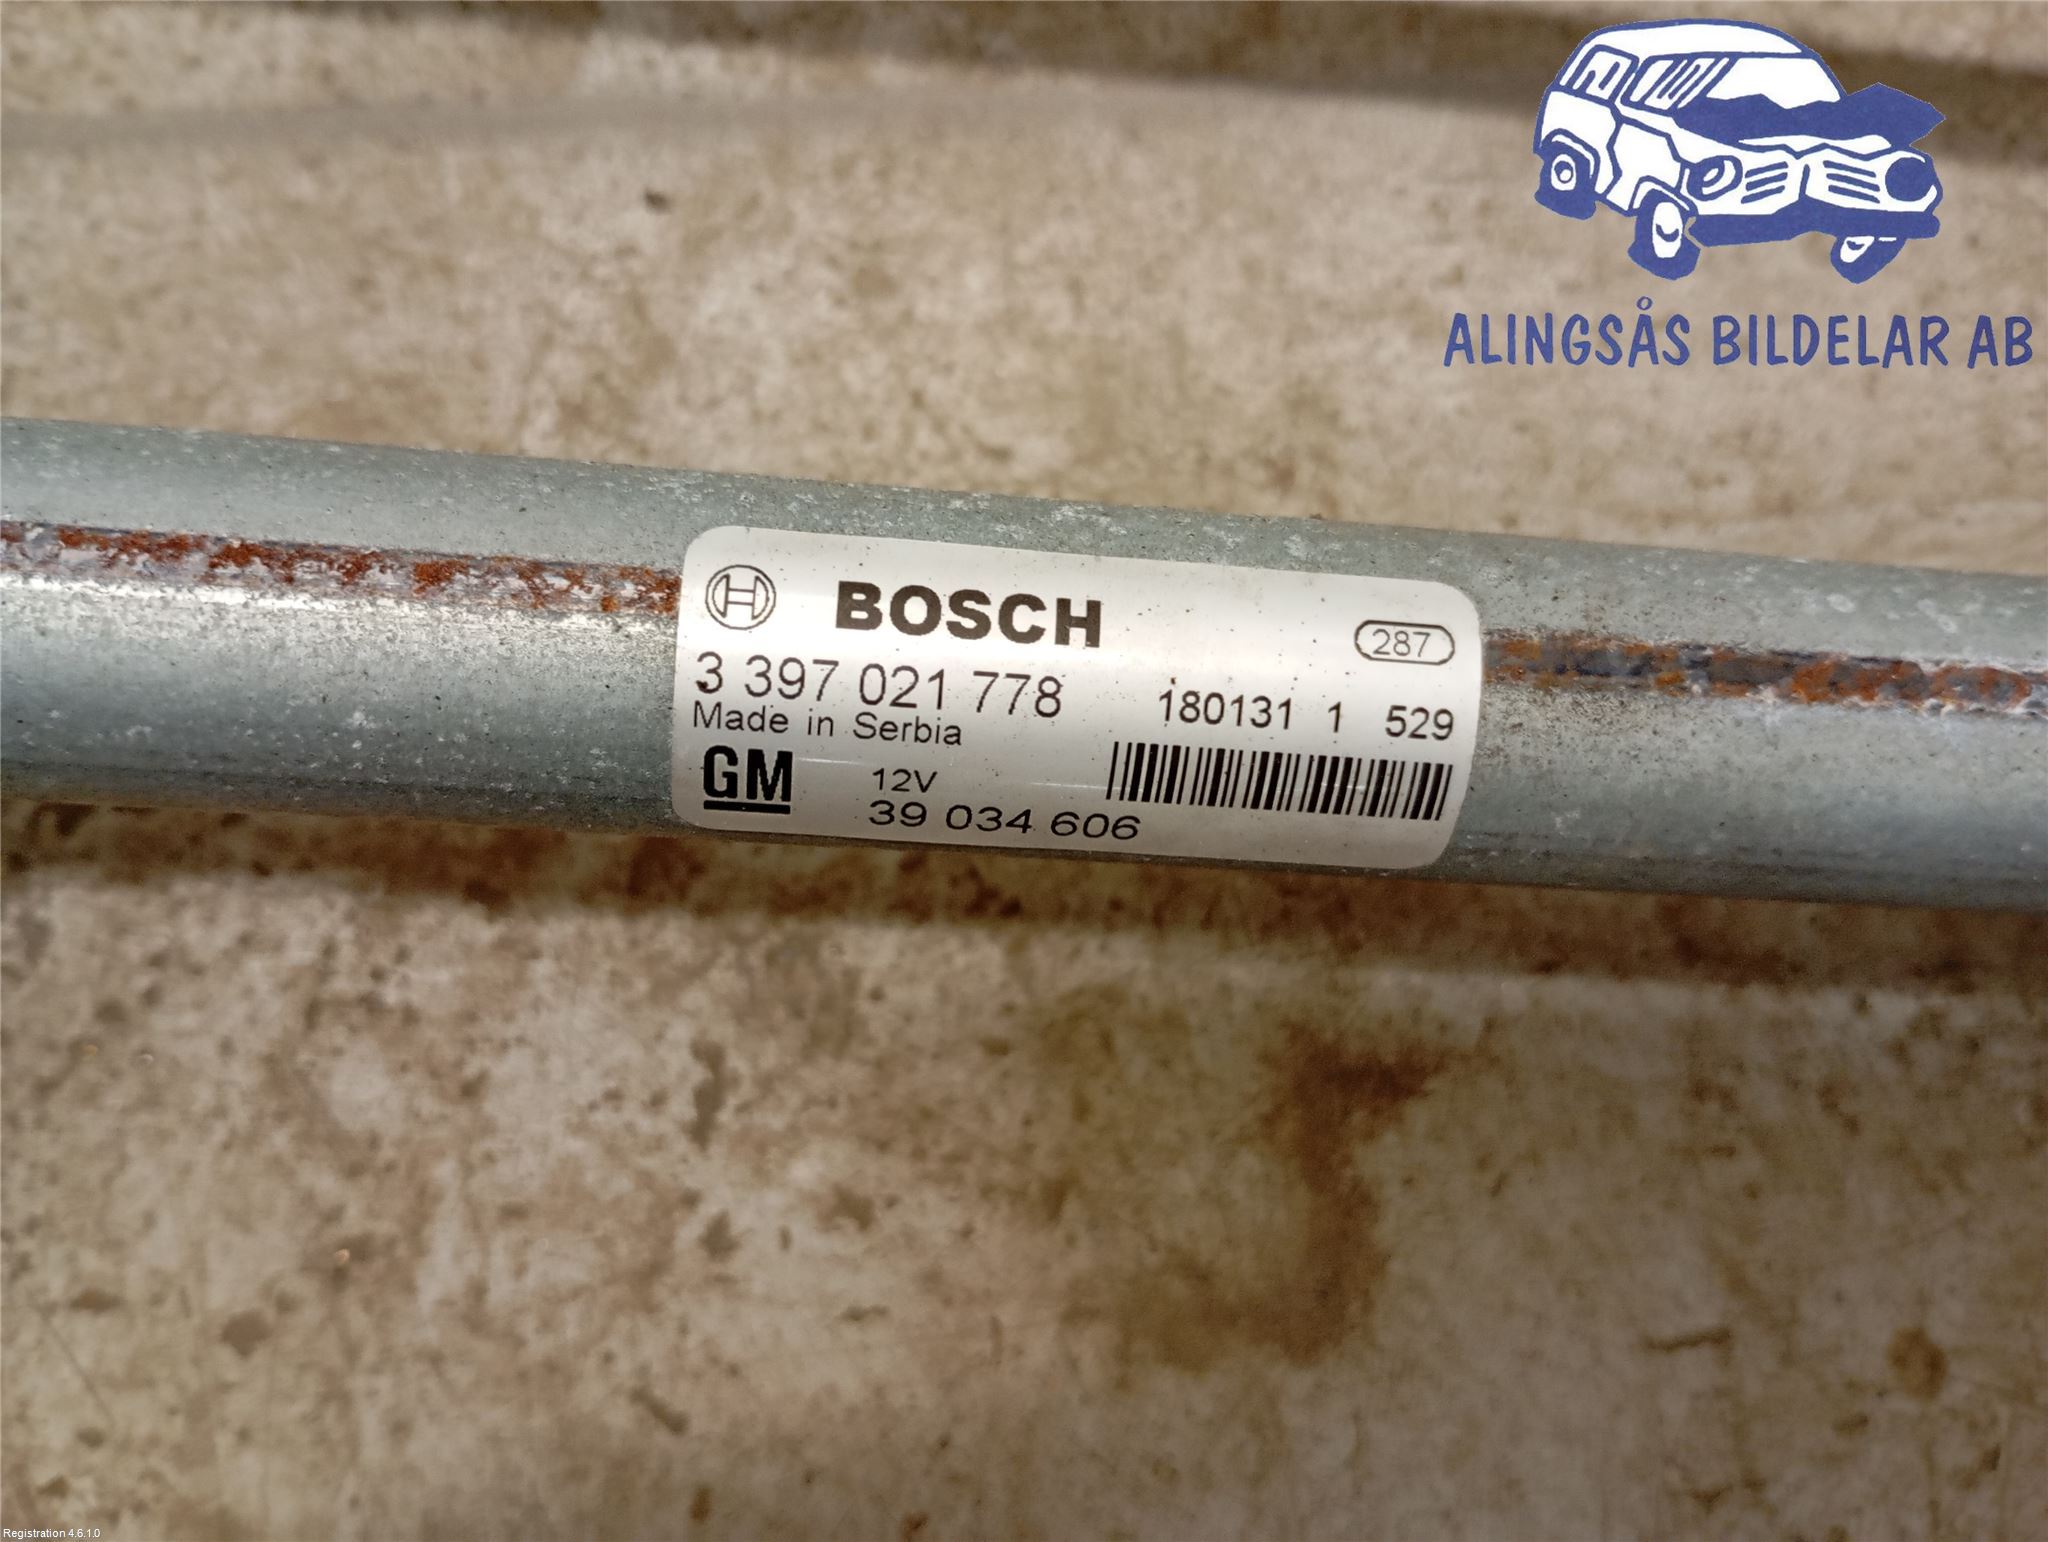 ALINGSÅS BILDELAR AB
BOSCH
287
3 397 021 778
180131 1 529
Made in Serbia
GM
12V
39 034 606
Registration 4.6.1.0